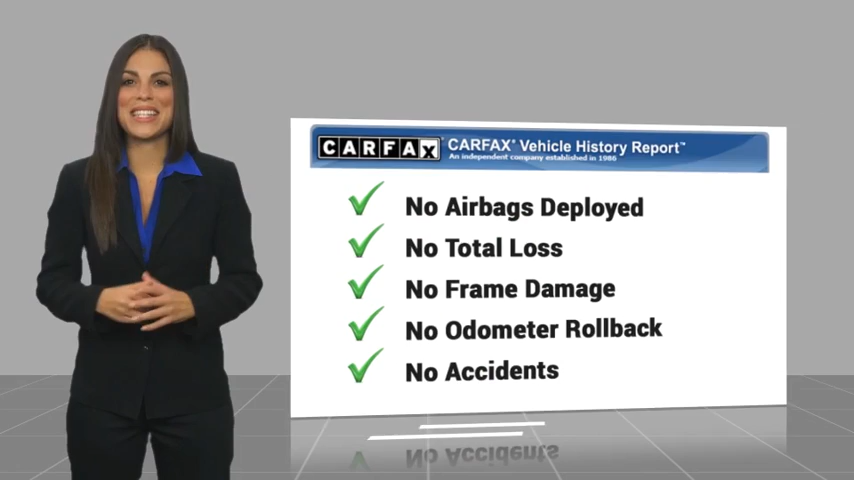 CARFAX CARFAX® Vehicle History Report™
An independent company established in 1986
No Airbags Deployed
No Total Loss
No Frame Damage
No Odometer Rollback
No Accidents